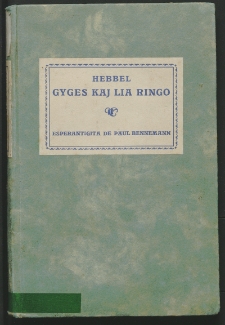 HEBBEL
GYGES KAJ LIA RINGO
ESPERANTIGITA DE PAUL BENNEMANN